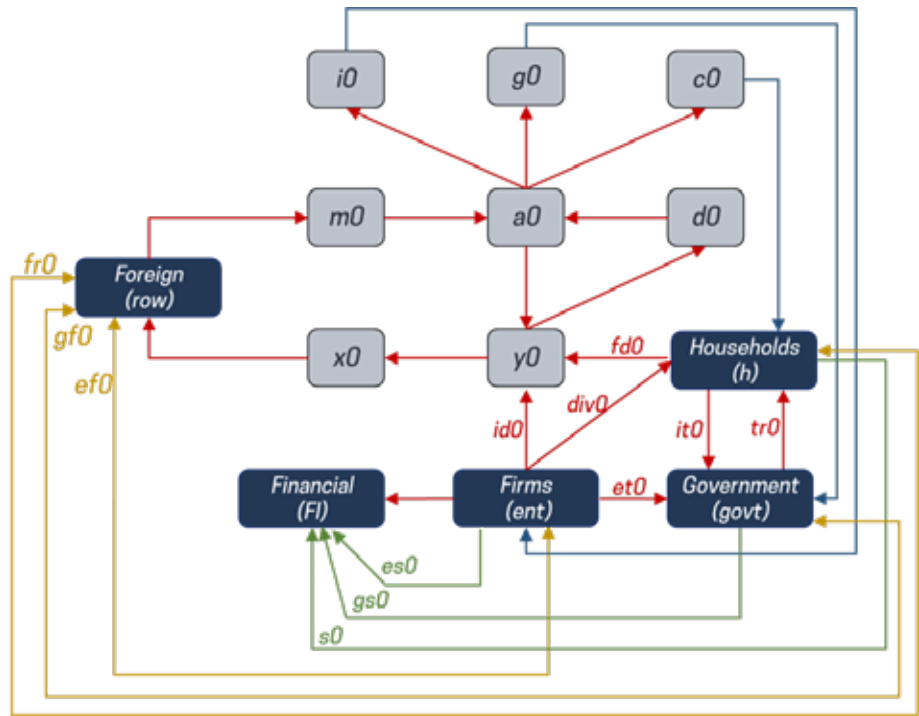 i0
g0
c0
m0
a0
d0
fr0
Foreign
(row)
gf0
ef0
x0
y0
fd0
Households
(h)
div0
id0
it0
tr0
Financial
(FI)
Firms
(ent)
et0
Government
(govt)
es0
gs0
s0